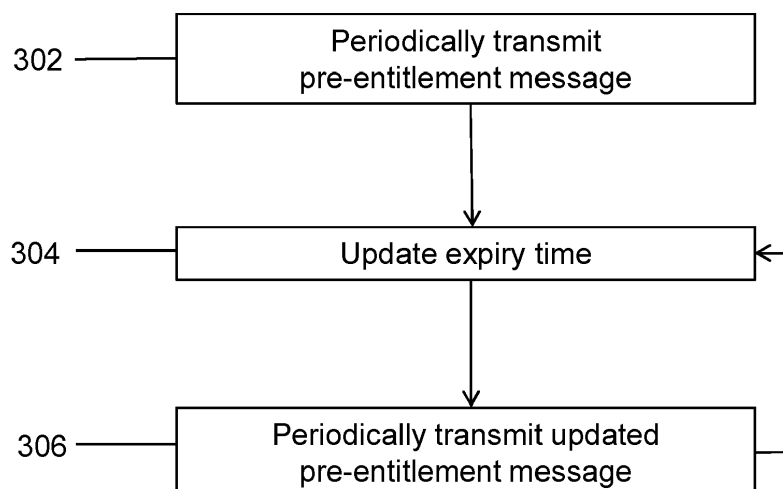 Periodically transmit
pre-entitlement message
302
Update expiry time
304
Periodically transmit updated
pre-entitlement message
306